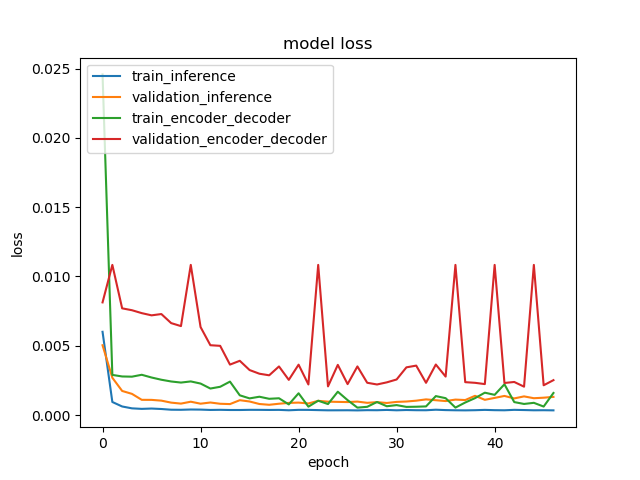 model loss
train_inference
validation_inference
train_encoder_decoder
validation_encoder_decoder
0.025
0.020
0.015
0.010
0.005
0.000
loss
0 10 20 30 40
epoch